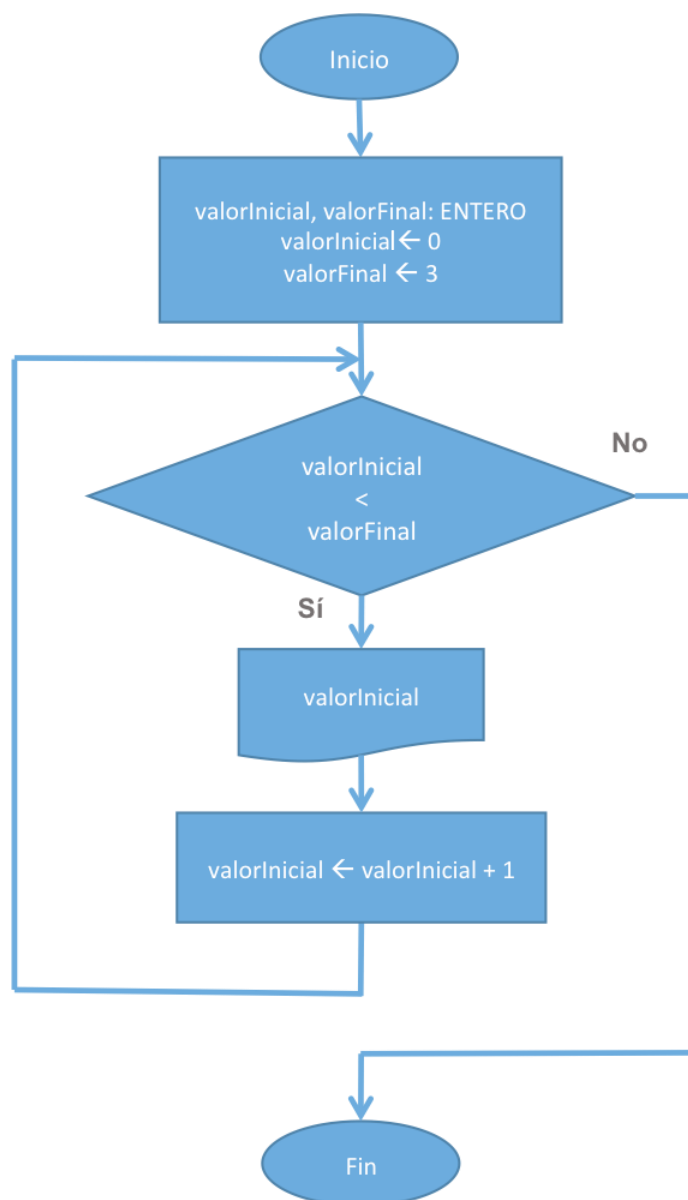 Inicio
valorInicial, valorFinal: ENTERO
valorInicial← 0
valorFinal ← 3
No
valorInicial
<
valorFinal
Sí
valorInicial
valorInicial ← valorInicial + 1
Fin